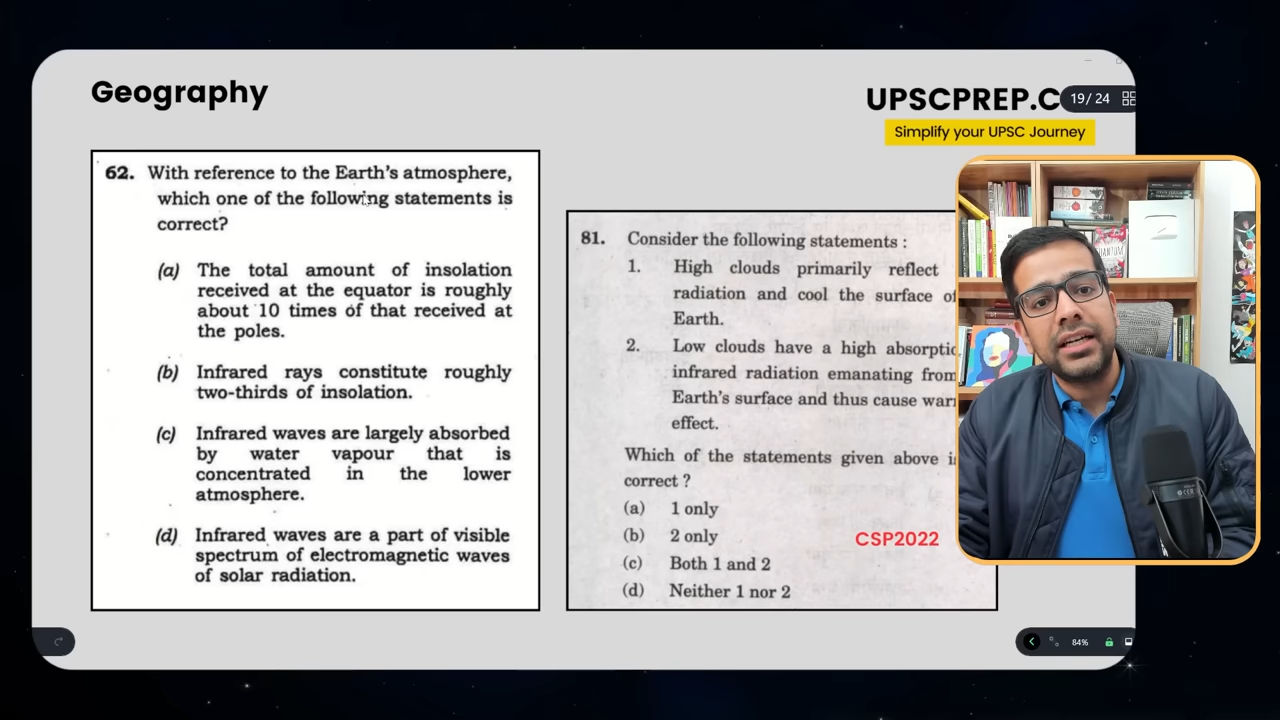 Geography
UPSCPREP.C
19/ 24
Simplify your UPSC Journey
62. With reference to the Earth's atmosphere,
which one of the following statements is
correct?
(a) The total amount of insolation
received at the equator is roughly
about 10 times of that received at
the poles.
(b) Infrared rays constitute roughly
two-thirds of insolation.
(c) Infrared waves are largely absorbed
by water vapour that is
concentrated in the lower
atmosphere.
(d) Infrared waves are a part of visible
spectrum of electromagnetic waves
of solar radiation.
81. Consider the following statements :
1. High clouds primarily reflect
radiation and cool the surface of
Earth.
2. Low clouds have a high
infrared radiation emanating from
Earth's surface and thus cause
effect.
Which of the statements given above
correct ?
(a) 1 only
(b) 2 only
(c) Both 1 and 2
(d) Neither 1 nor 2
CSP2022
84%